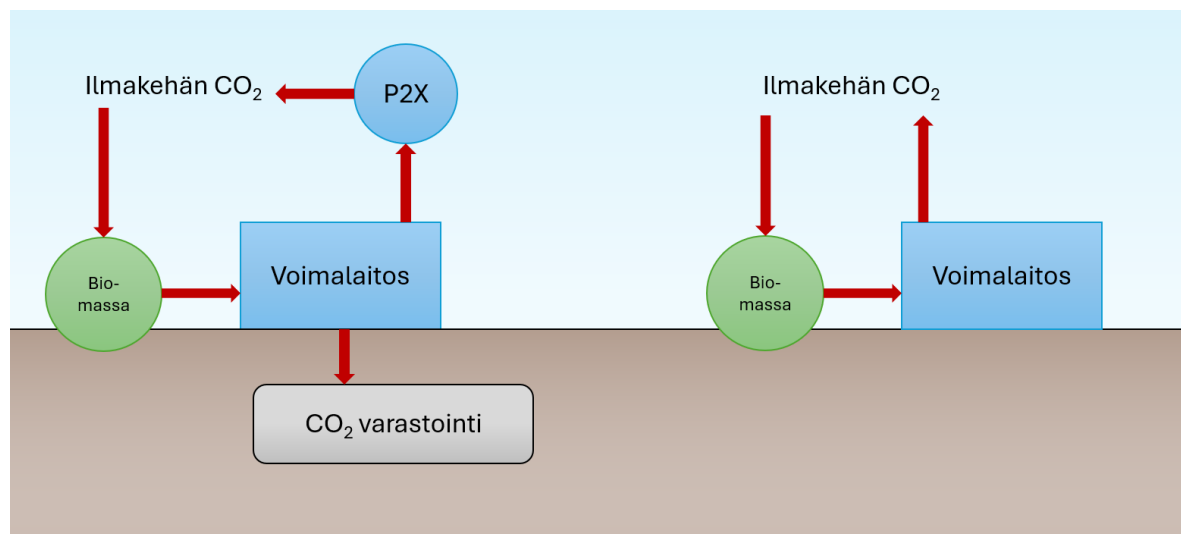 Ilmakehän CO₂
P2X
Bio-
massa
Voimalaitos
CO₂ varastointi
Ilmakehän CO₂
Bio-
massa
Voimalaitos